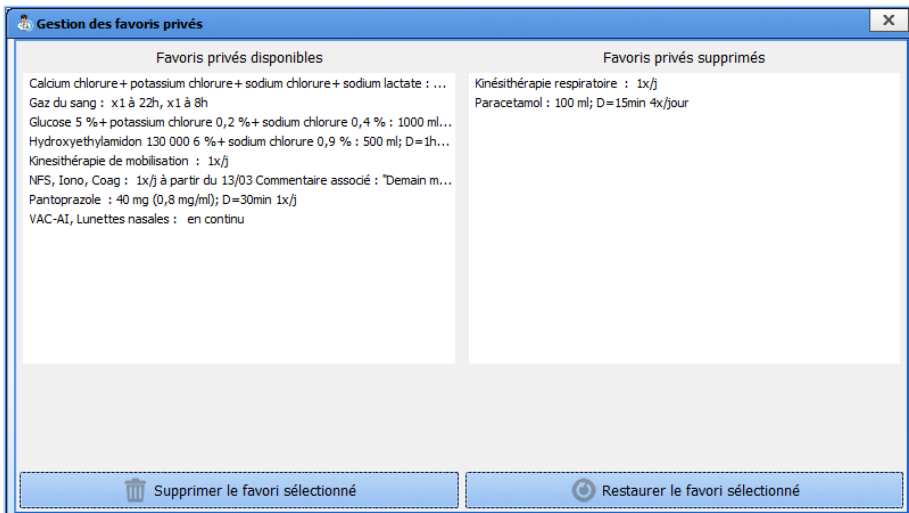 Gestion des favoris privés
Favoris privé disponibles
Calcium chlorure+ potassium chlorure+ sodium chlorure+ sodium lactate : ...
Gaz du sang : x1 à 22h, x1 à 8h
Glucose 5 %+ potassium chlorure 0,2 %+ sodium chlorure 0,4 % : 1000 ml...
Hydroxyethylamidon 130 000 6 %+ sodium chlorure 0,9 % : 500 ml; D=1h...
Kinesithérapie de mobilisation : 1x/j
NFS, Iono, Coag : 1x/j à partir du 13/03 Commentaire associé : "Demain m...
Pantoprazole : 40 mg (0,8 mg/ml); D=30min 1x/j
VAC-AI, Lunettes nasales : en continu
Supprimer le favori sélectionné
Favoris privés supprimés
Kinésithérapie respiratoire : 1x/j
Paracetamol : 100 ml; D=15min 4x/jour
Restaurer le favori sélectionné